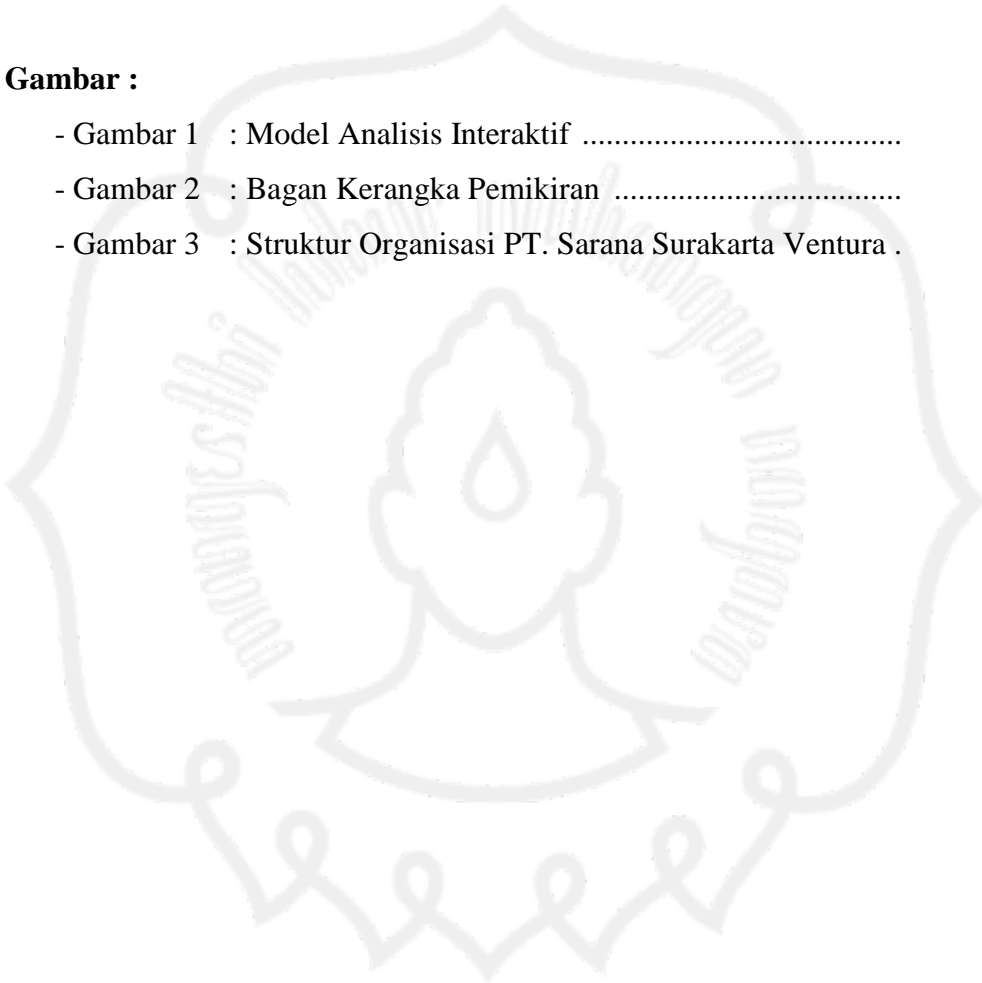 Gambar :
- Gambar 1 : Model Analisis Interaktif ........................................
- Gambar 2 : Bagan Kerangka Pemikiran ....................................
- Gambar 3 : Struktur Organisasi PT. Sarana Surakarta Ventura .